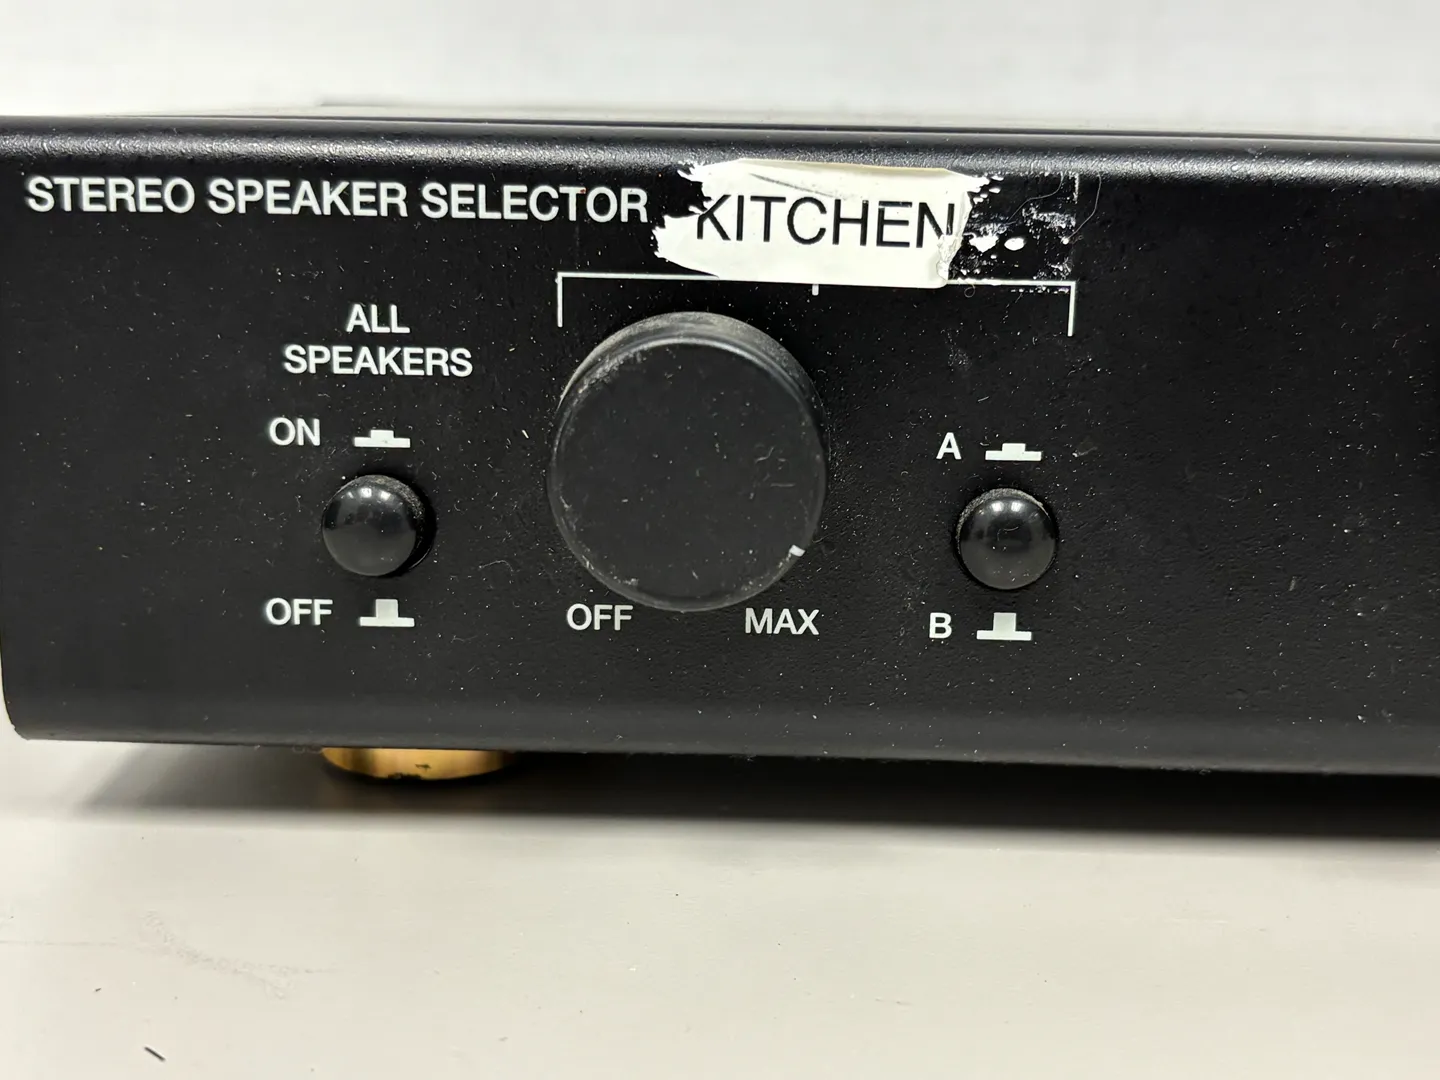 STEREO SPEAKER SELECTOR
KITCHEN
ALL
SPEAKERS
ON
OFF
OFF MAX
A
B